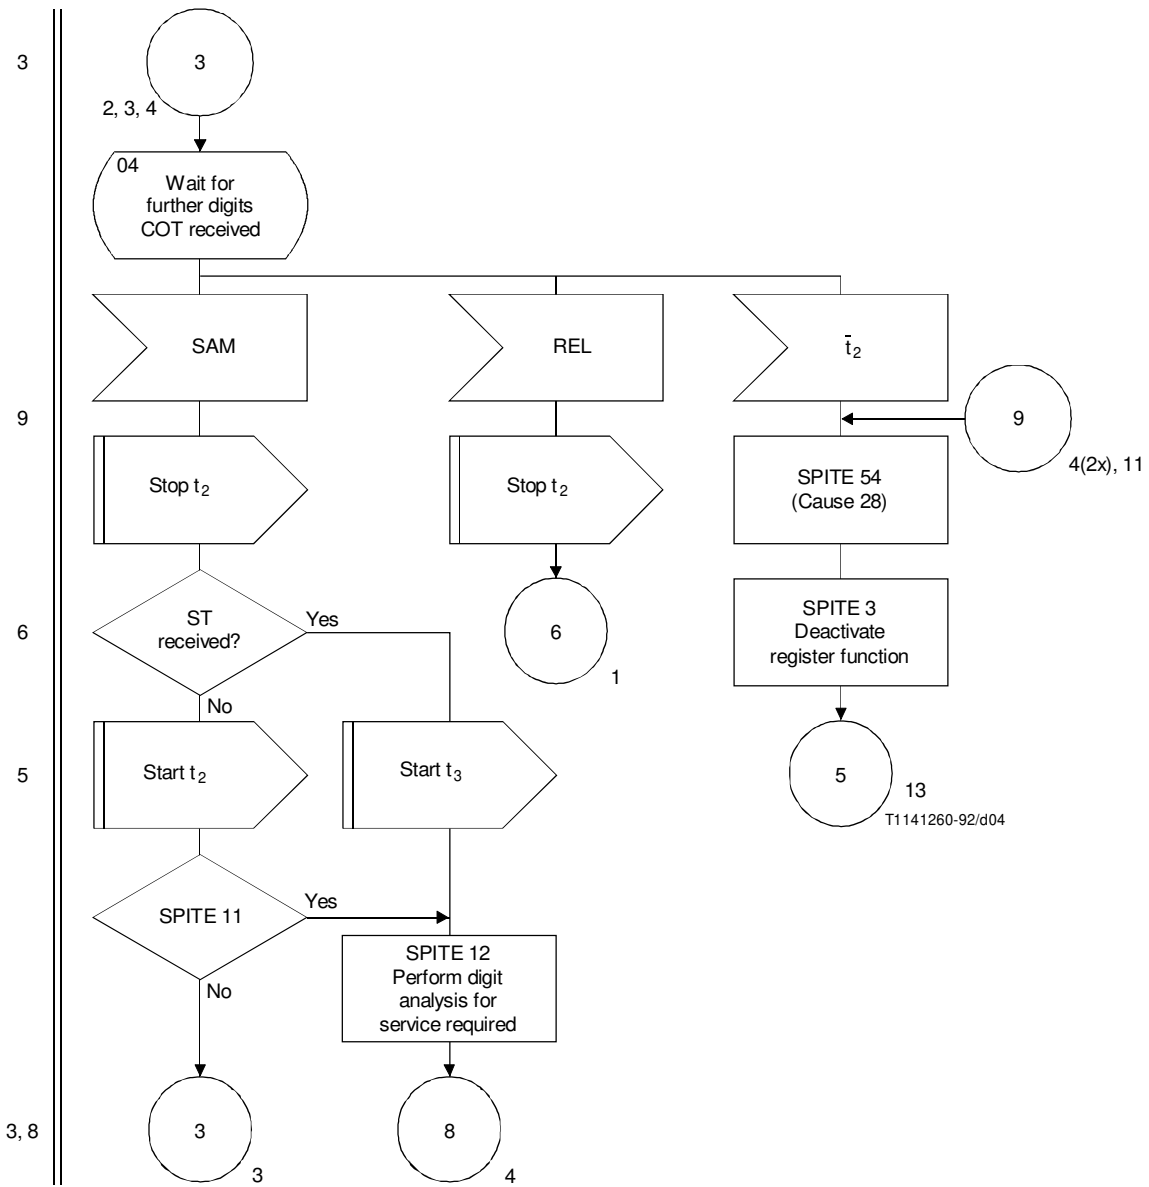 3
3
2, 3, 4
04
Wait for
further digits
COT received
SAM
REL
t̄₂
9
9
4(2x), 11
Stop t₂
Stop t₂
SPITE 54
(Cause 28)
6
ST
received?
Yes
No
6
1
SPITE 3
Deactivate
register function
5
Start t₂
Start t₃
5
13
T1141260-92/d04
SPITE 11
Yes
No
SPITE 12
Perform digit
analysis for
service required
3, 8
3
3
8
4